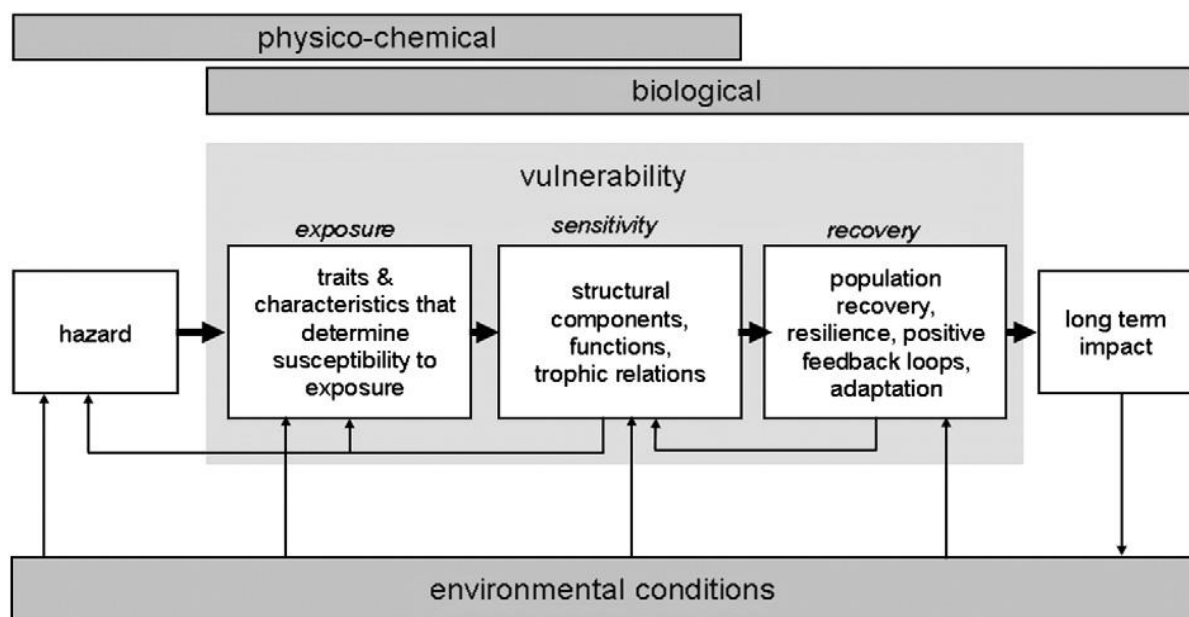 physico-chemical
biological
vulnerability
exposure
sensitivity
recovery
hazard
traits &
characteristics that
determine
susceptibility to
exposure
structural
components,
functions,
trophic relations
population
recovery,
resilience, positive
feedback loops,
adaptation
long term
impact
environmental conditions